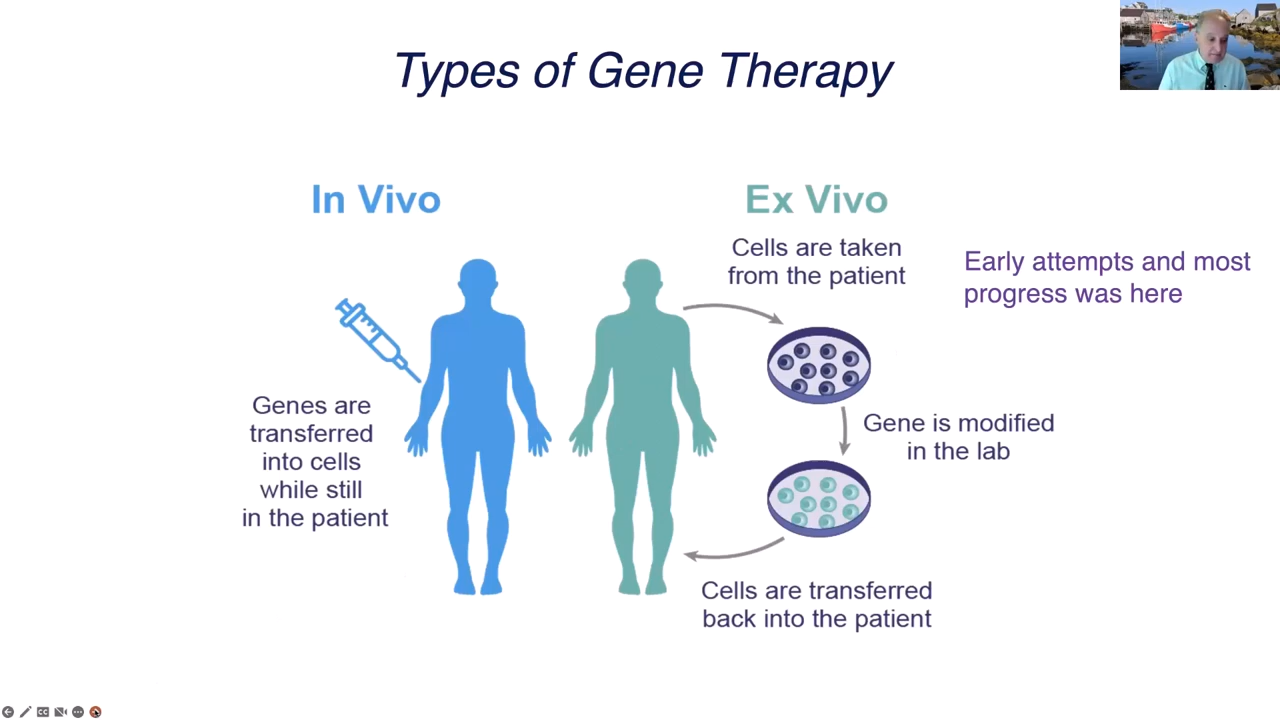 Types of Gene Therapy
In Vivo
Genes are
transferred
into cells
while still
in the patient
Ex Vivo
Cells are taken
from the patient
Early attempts and most
progress was here
Gene is modified
in the lab
Cells are transferred
back into the patient
CC